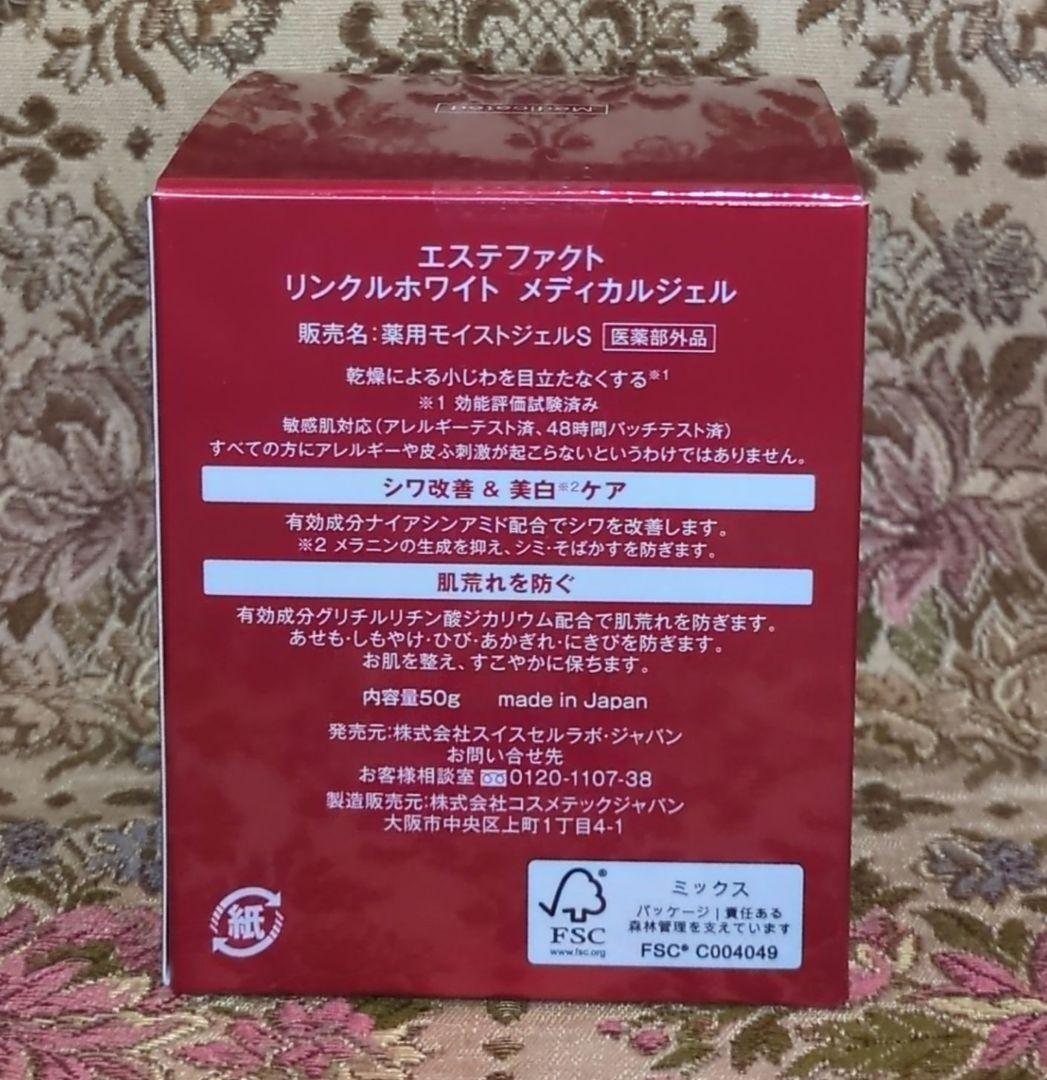 Medicated
エステファクト
リンクルホワイト メディカルジェル
販売名:薬用モイストジェルS 医薬部外品
乾燥による小じわを目立たなくする※1
※1 効能評価試験済み
敏感肌対応(アレルギーテスト済、48時間パッチテスト済)
すべての方にアレルギーや皮ふ刺激が起こらないというわけではありません。
シワ改善 & 美白※2ケア
有効成分ナイアシンアミド配合でシワを改善します。
※2 メラニンの生成を抑え、シミ・そばかすを防ぎます。
肌荒れを防ぐ
有効成分グリチルリチン酸ジカリウム配合で肌荒れを防ぎます。
あせも・しもやけ・ひび・あかぎれ・にきびを防ぎます。
お肌を整え、すこやかに保ちます。
内容量50g made in Japan
発売元:株式会社スイスセルラボ・ジャパン
お問い合せ先
お客様相談室 0120-1107-38
製造販売元:株式会社コスメテックジャパン
大阪市中央区上町1丁目4-1
紙
FSC
www.fsc.org
ミックス
パッケージ | 責任ある
森林管理を支えています
FSC® C004049